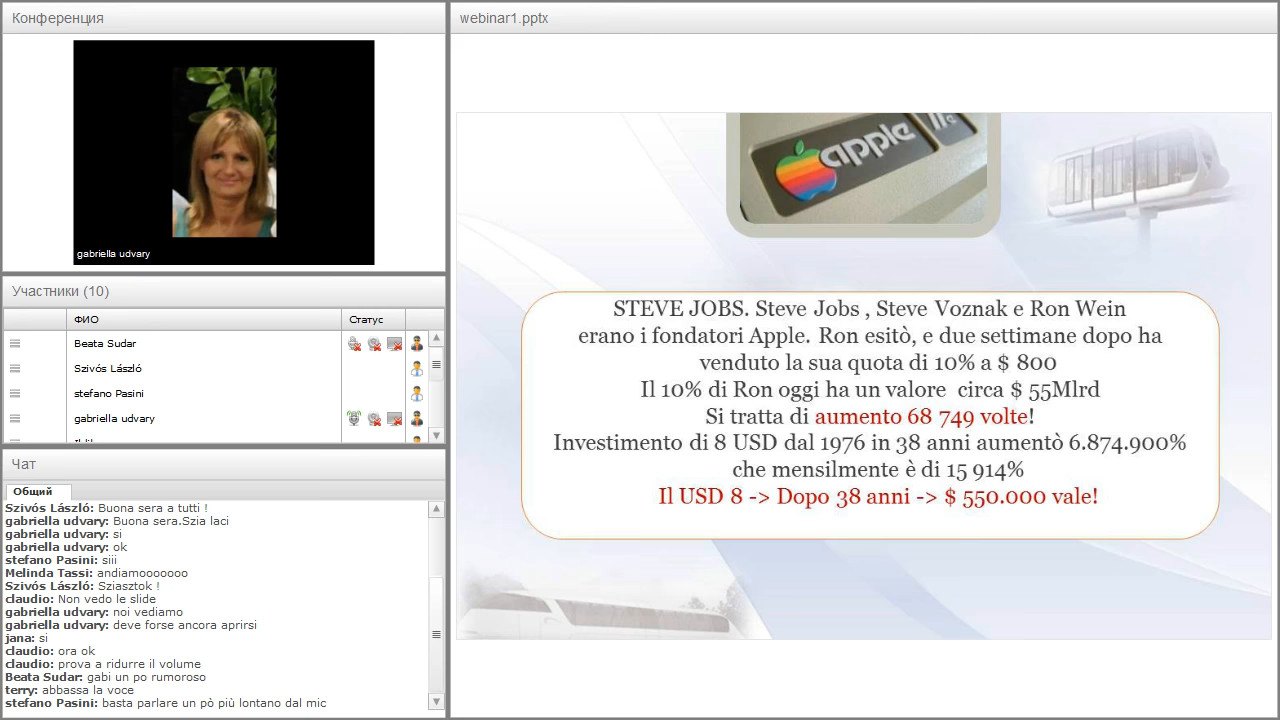 Конференция
gabriella udvary
Участники (10)
ФИО
Статус
Beata Sudar
Szivós László
stefano Pasini
gabriella udvary
Чат
Общий
Szivós László: Buona sera a tutti !
gabriella udvary: Buona sera.Szia laci
gabriella udvary: si
gabriella udvary: ok
stefano Pasini: siii
Melinda Tassi: andiamooooooo
Szivós László: Sziasztok !
claudio: Non vedo le slide
gabriella udvary: noi vediamo
gabriella udvary: deve forse ancora aprirsi
jana: si
claudio: ora ok
claudio: prova a ridurre il volume
Beata Sudar: gabi un po rumoroso
terry: abbassa la voce
stefano Pasini: basta parlare un pò più lontano dal mic
webinar1.pptx
apple
STEVE JOBS. Steve Jobs , Steve Voznak e Ron Wein
erano i fondatori Apple. Ron esitò, e due settimane dopo ha
venduto la sua quota di 10% a $ 800
Il 10% di Ron oggi ha un valore circa $ 55Mlrd
Si tratta di aumento 68 749 volte!
Investimento di 8 USD dal 1976 in 38 anni aumentò 6.874.900%
che mensilmente è di 15 914%
Il USD 8 -> Dopo 38 anni -> $ 550.000 vale!